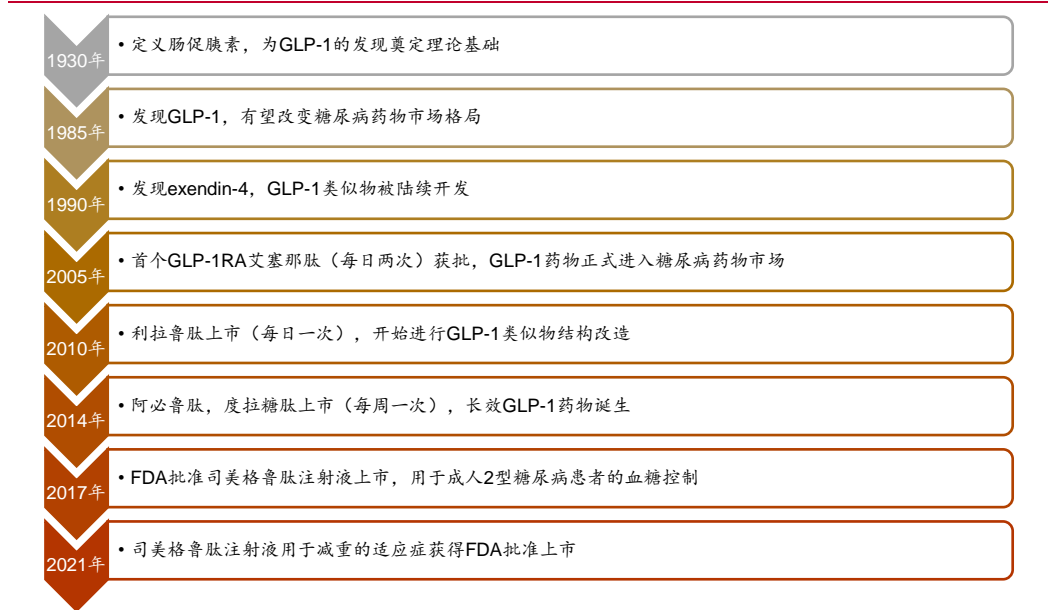 1930年
• 定义肠促胰素，为GLP-1的发现奠定理论基础
1985年
• 发现GLP-1，有望改变糖尿病药物市场格局
1990年
• 发现exendin-4，GLP-1类似物被陆续开发
2005年
• 首个GLP-1RA艾塞那肽（每日两次）获批，GLP-1药物正式进入糖尿病药物市场
2010年
• 利拉鲁肽上市（每日一次），开始进行GLP-1类似物结构改造
2014年
• 阿必鲁肽，度拉糖肽上市（每周一次），长效GLP-1药物诞生
2017年
• FDA批准司美格鲁肽注射液上市，用于成人2型糖尿病患者的血糖控制
2021年
• 司美格鲁肽注射液用于减重的适应症获得FDA批准上市